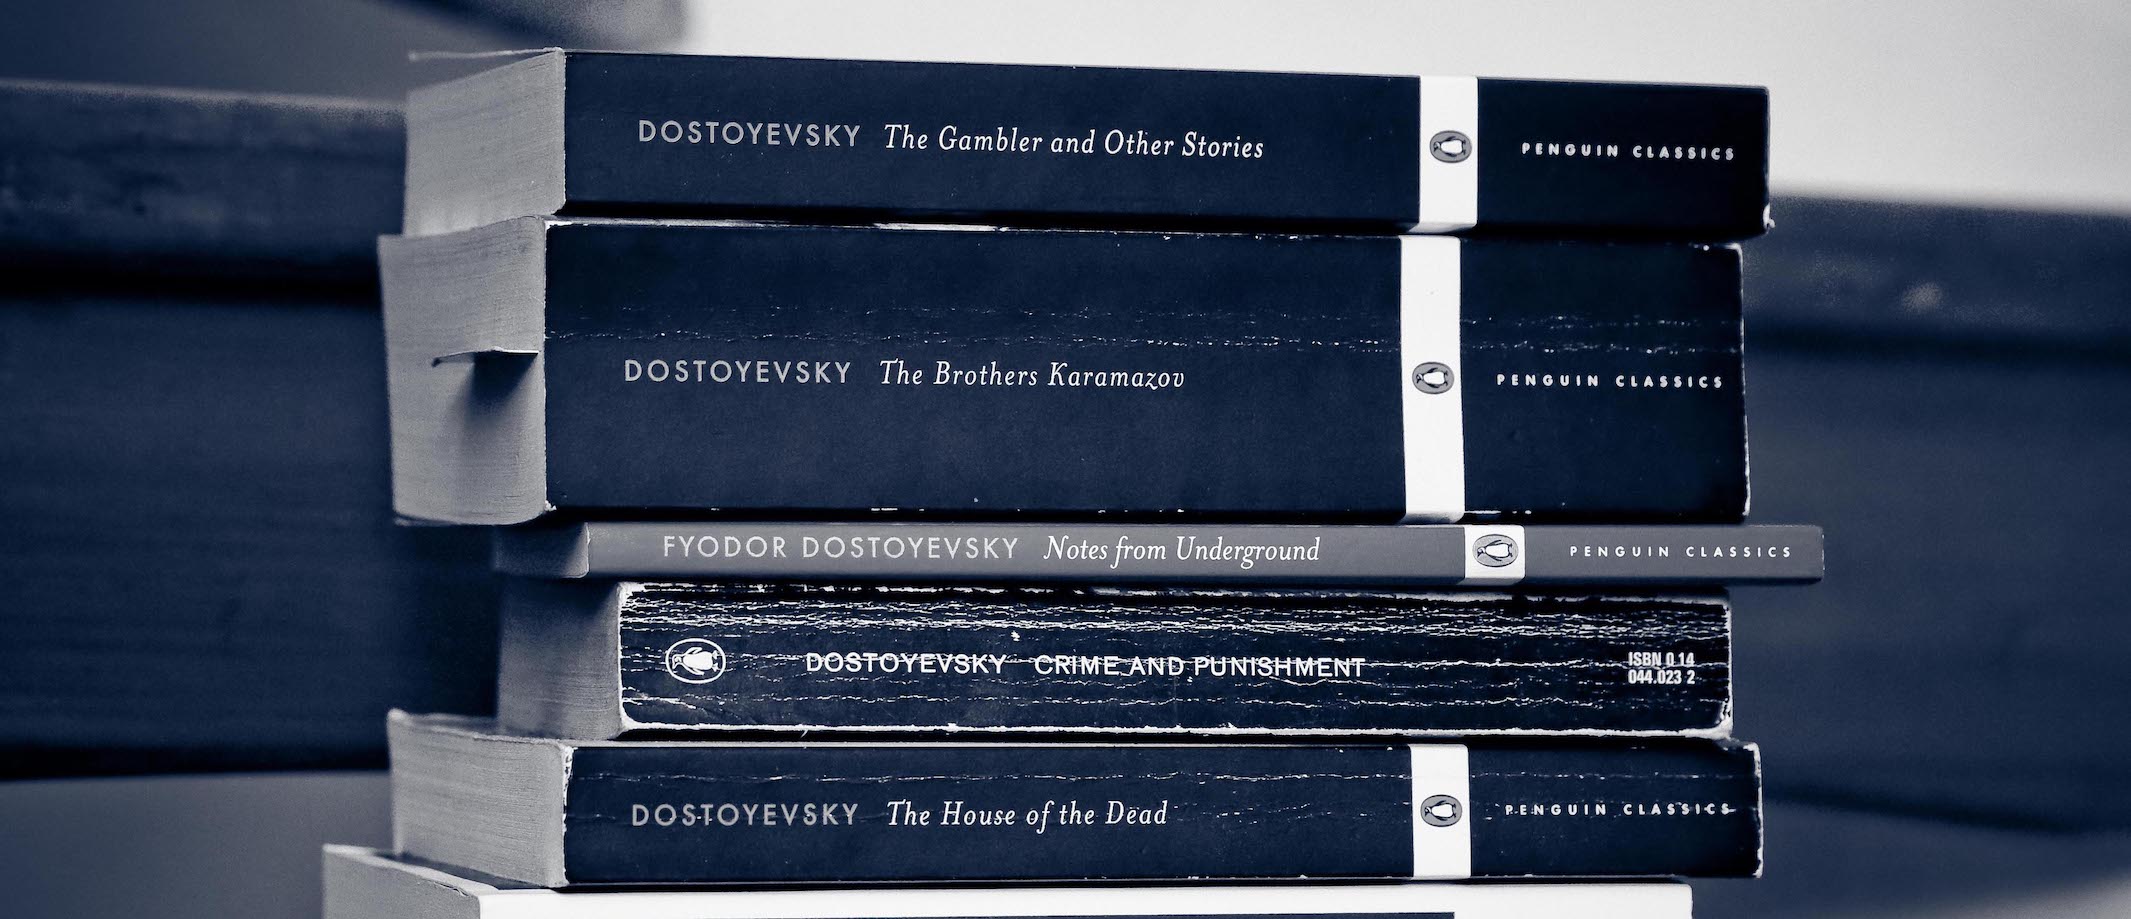 DOSTOYEVSKY The Gambler and Other Stories PENGUIN CLASSICS
DOSTOYEVSKY The Brothers Karamazov PENGUIN CLASSICS
FYODOR DOSTOYEVSKY Notes from Underground PENGUIN CLASSICS
DOSTOYEVSKY CRIME AND PUNISHMENT ISBN 0 14
044.023 2
DOSTOYEVSKY The House of the Dead PENGUIN CLASSICS